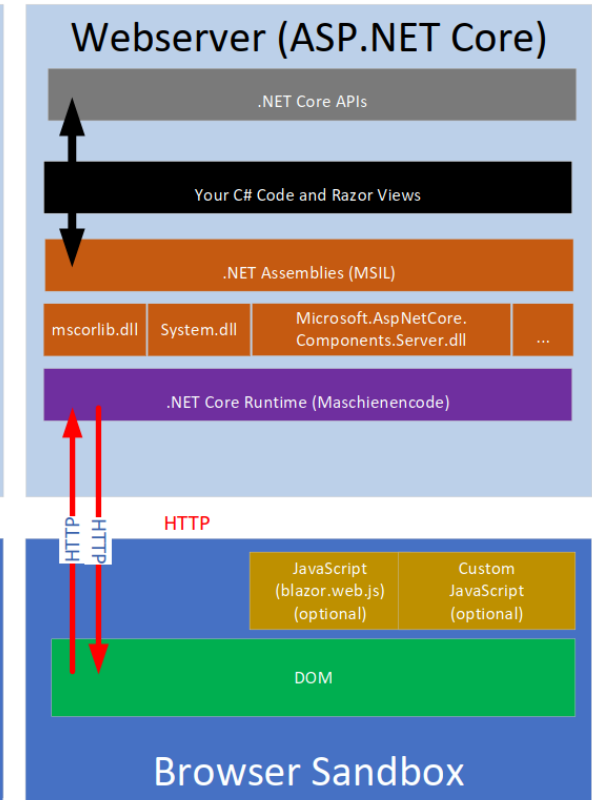 Webserver (ASP.NET Core)
.NET Core APIs
Your C# Code and Razor Views
.NET Assemblies (MSIL)
mscorlib.dll
System.dll
Microsoft.AspNetCore.
Components.Server.dll
...
.NET Core Runtime (Maschienencode)
HTTP
HTTP
HTTP
JavaScript
(blazor.web.js)
(optional)
Custom
JavaScript
(optional)
DOM
Browser Sandbox